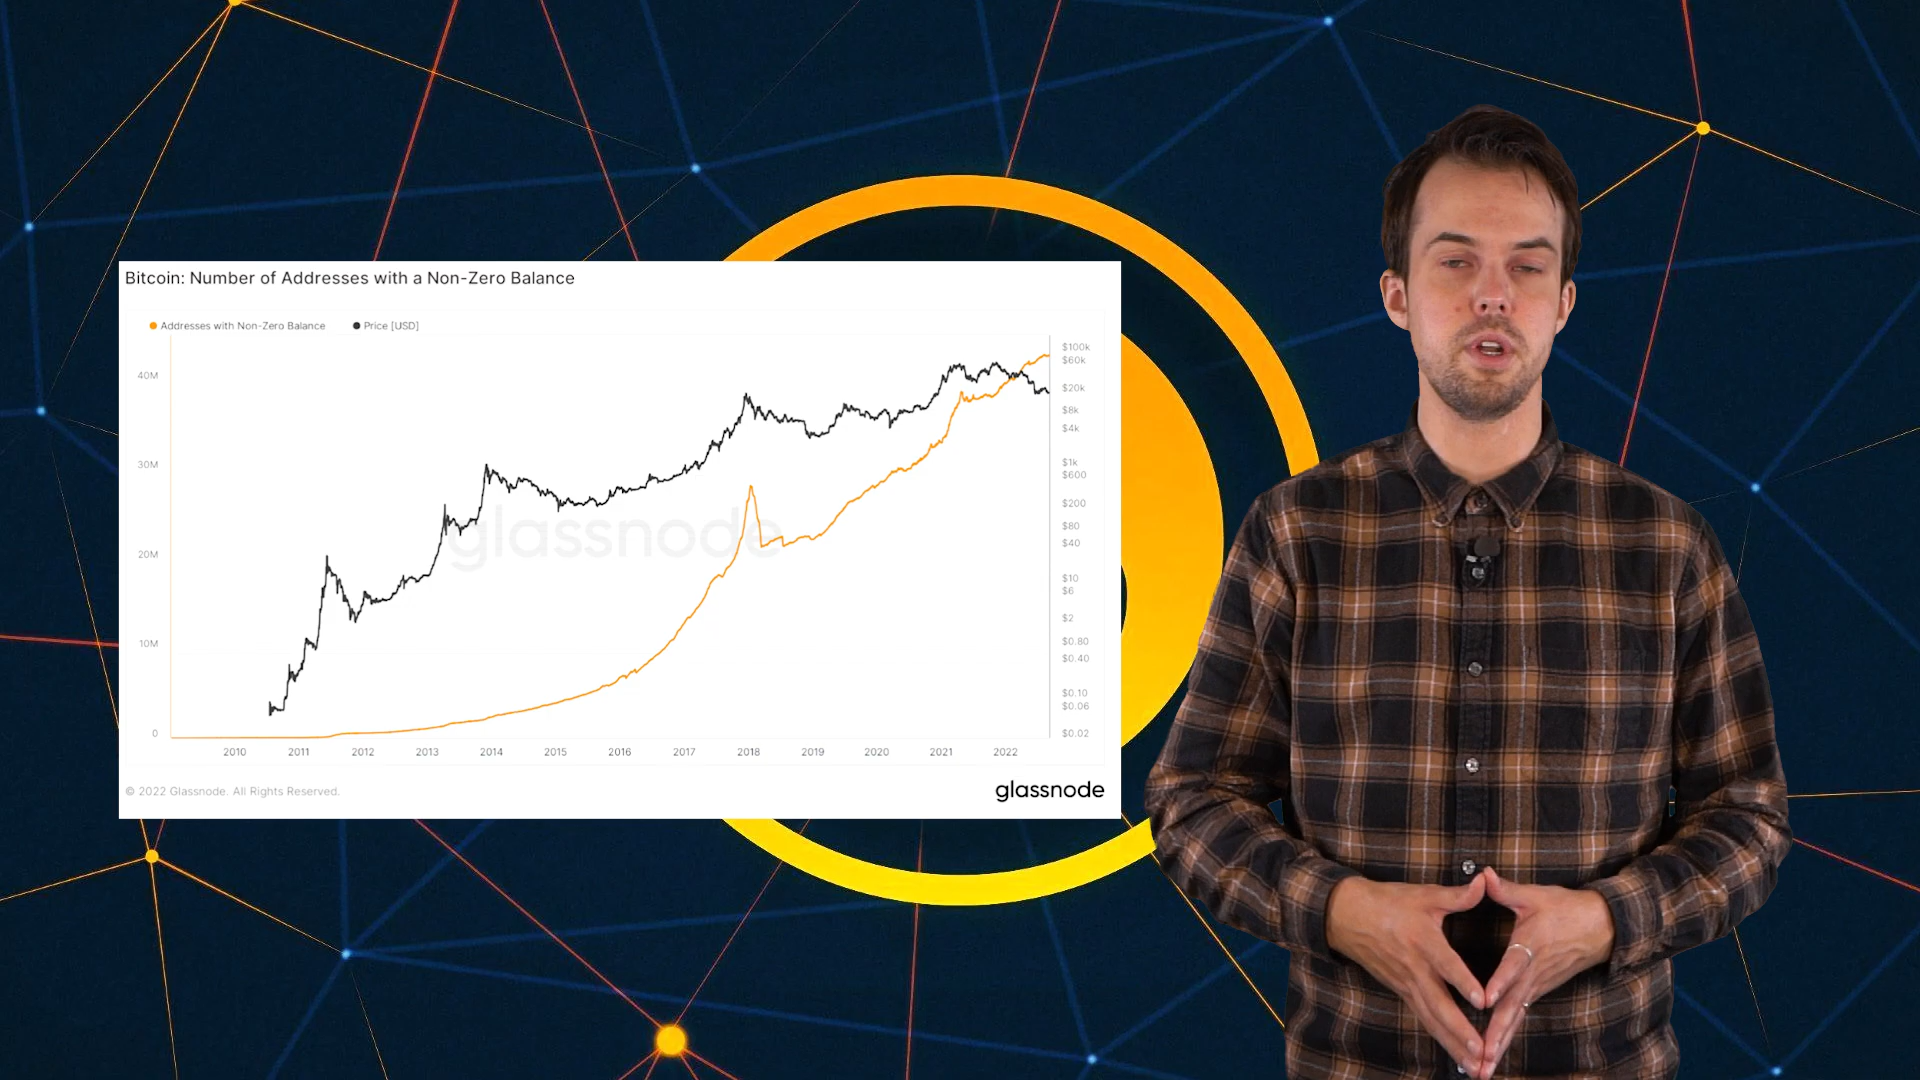 Bitcoin: Number of Addresses with a Non-Zero Balance
Addresses with Non-Zero Balance Price [USD]
40M
30M
20M
10M
0
$100k
$60k
$20k
$8k
$4k
$1k
$600
$200
$80
$40
$10
$6
$2
$0.80
$0.40
$0.10
$0.06
$0.02
glassnode
2010 2011 2012 2013 2014 2015 2016 2017 2018 2019 2020 2021 2022
© 2022 Glassnode. All Rights Reserved.
glassnode